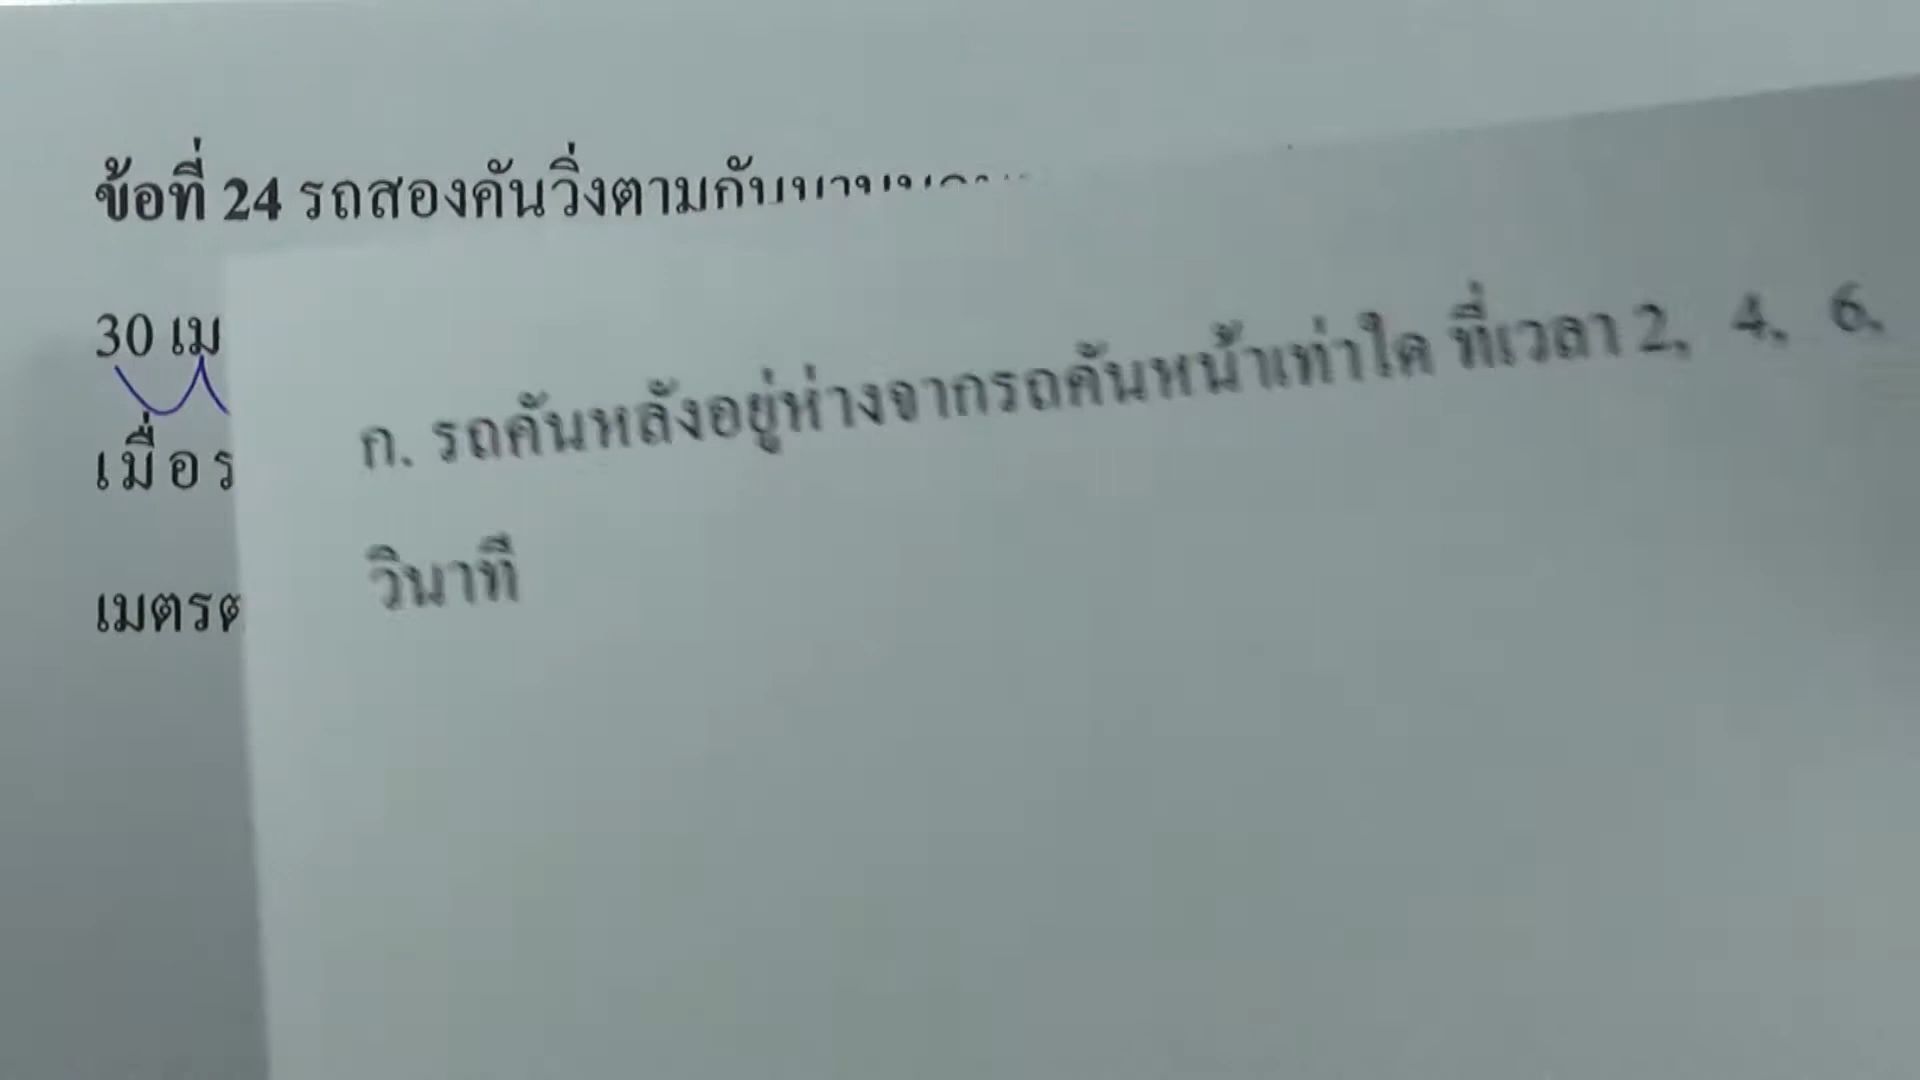 ข้อที่ 24 รถสองคันวิ่งตามกัน
30 เม
เมื่อร
เมตรต
ก. รถคันหลังอยู่ห่างจากรถคันหน้าเท่าใด ที่เวลา 2, 4, 6,
วินาที